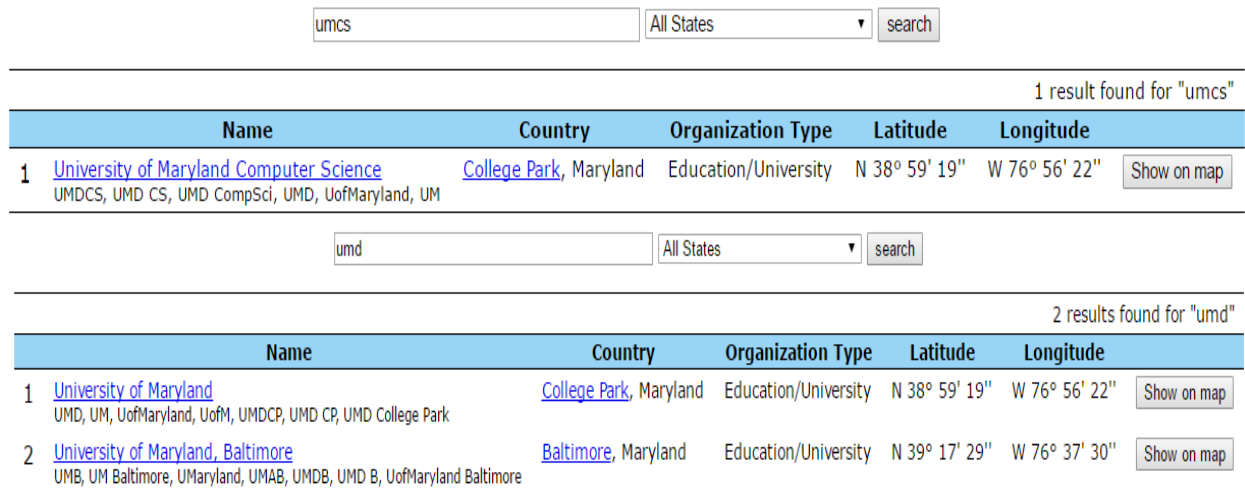 umcs All States search
1 result found for "umcs"
Name Country Organization Type Latitude Longitude
1 University of Maryland Computer Science College Park, Maryland Education/University N 38º 59' 19'' W 76º 56' 22'' Show on map
UMDCS, UMD CS, UMD CompSci, UMD, UofMaryland, UM
umd All States search
2 results found for "umd"
Name Country Organization Type Latitude Longitude
1 University of Maryland College Park, Maryland Education/University N 38º 59' 19'' W 76º 56' 22'' Show on map
UMD, UM, UofMaryland, UofM, UMDCP, UMD CP, UMD College Park
2 University of Maryland, Baltimore Baltimore, Maryland Education/University N 39º 17' 29'' W 76º 37' 30'' Show on map
UMB, UM Baltimore, UMaryland, UMAB, UMDB, UMD B, UofMaryland Baltimore